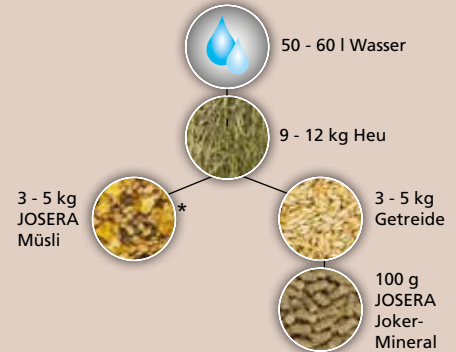 50 - 60 l Wasser
9 - 12 kg Heu
3 - 5 kg
JOSERA
Müsli
*
3 - 5 kg
Getreide
100 g
JOSERA
Joker-
Mineral